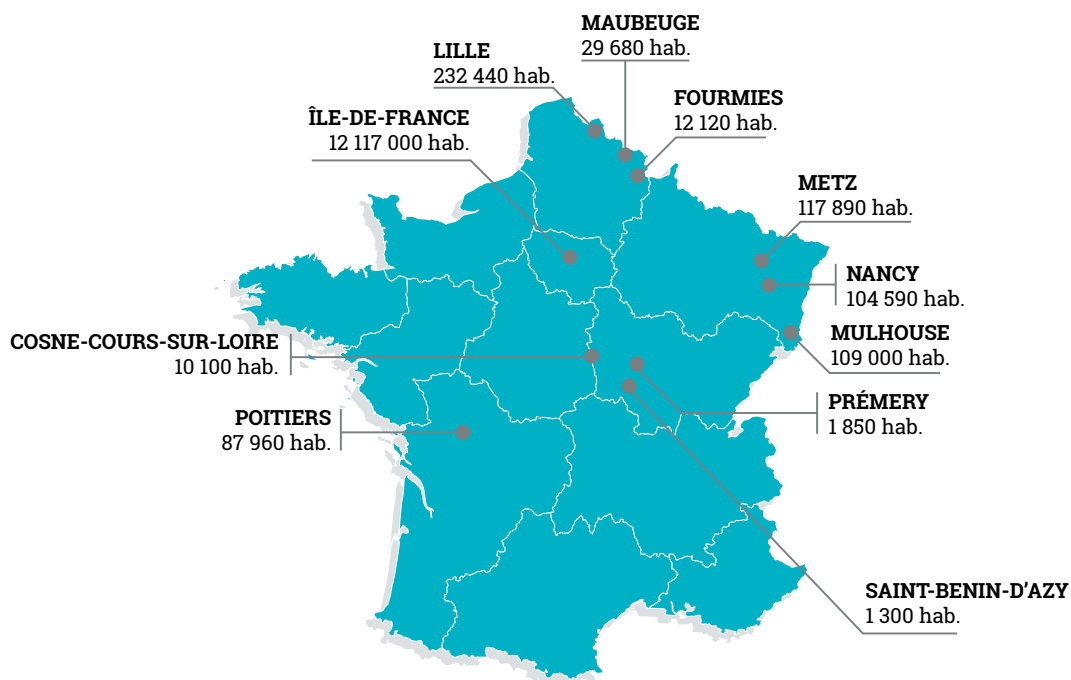 MAUBEUGE
29 680 hab.
LILLE
232 440 hab.
FOURMIES
12 120 hab.
ÎLE-DE-FRANCE
12 117 000 hab.
METZ
117 890 hab.
NANCY
104 590 hab.
MULHOUSE
109 000 hab.
COSNE-COURS-SUR-LOIRE
10 100 hab.
PRÉMERY
1 850 hab.
POITIERS
87 960 hab.
SAINT-BENIN-D'AZY
1 300 hab.